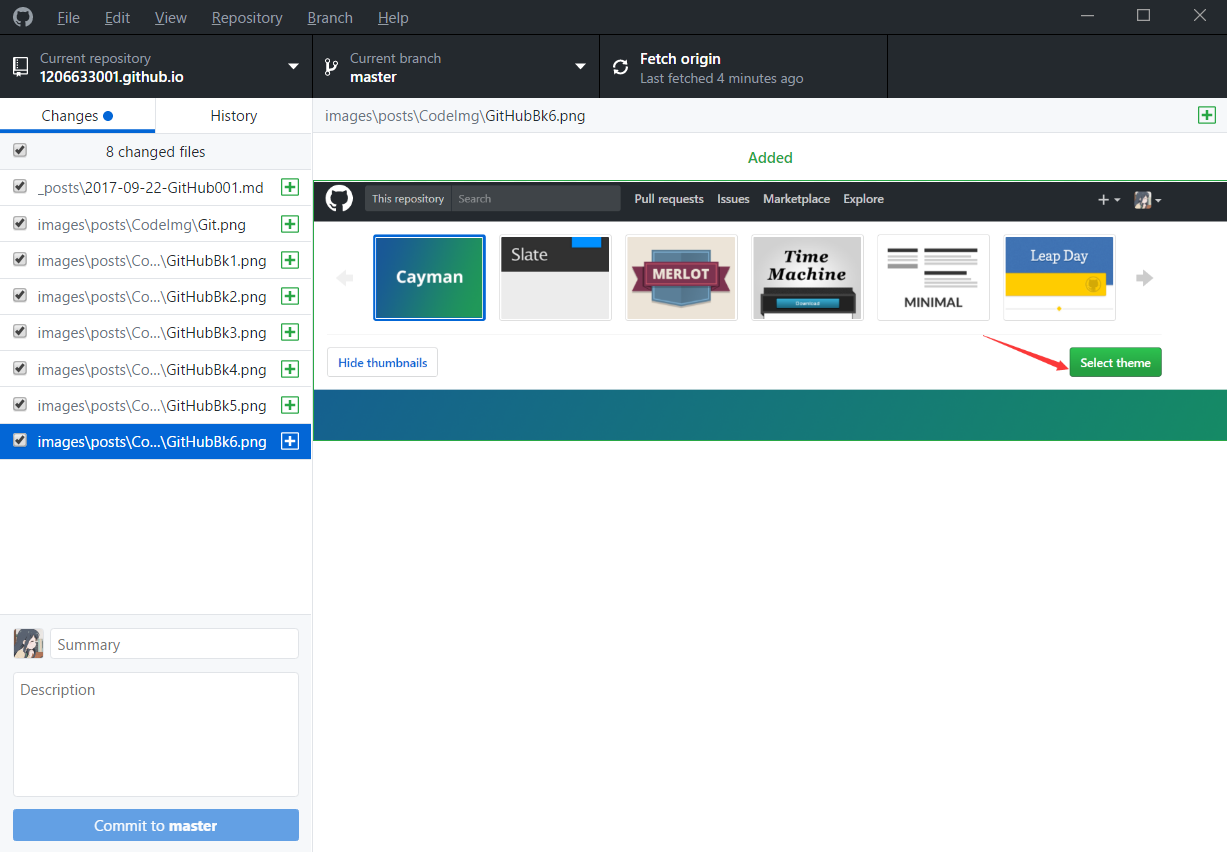 File Edit View Repository Branch Help
Current repository
1206633001.github.io
Current branch
master
Fetch origin
Last fetched 4 minutes ago
Changes History
8 changed files
_posts\2017-09-22-GitHub001.md
images\posts\CodeImg\Git.png
images\posts\Co...\GitHubBk1.png
images\posts\Co...\GitHubBk2.png
images\posts\Co...\GitHubBk3.png
images\posts\Co...\GitHubBk4.png
images\posts\Co...\GitHubBk5.png
images\posts\Co...\GitHubBk6.png
Summary
Description
Commit to master
images\posts\CodeImg\GitHubBk6.png
Added
This repository Search Pull requests Issues Marketplace Explore
Cayman
Slate
MERLOT
Time
Machine
Download
MINIMAL
Leap Day
Hide thumbnails
Select theme